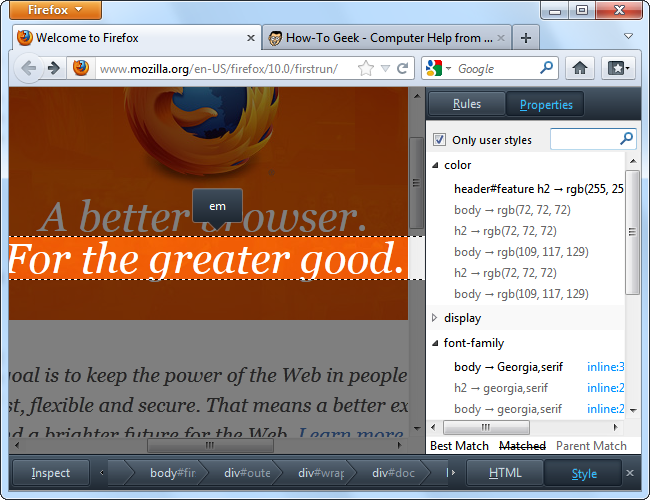 Firefox
Welcome to Firefox
How-To Geek - Computer Help from ...
www.mozilla.org/en-US/firefox/10.0/firstrun/
Google
Rules
Properties
Only user styles
A better browser.
em
For the greater good.
goal is to keep the power of the Web in people
st, flexible and secure. That means a better ex
nd a brighter future for the Web. Learn more
color
header#feature h2 → rgb(255, 25
body → rgb(72, 72, 72)
h2 → rgb(72, 72, 72)
body → rgb(109, 117, 129)
h2 → rgb(72, 72, 72)
body → rgb(109, 117, 129)
display
font-family
body → Georgia,serif inline:3
h2 → georgia,serif inline:2
body → georgia,serif inline:2
Best Match Matched Parent Match
Inspect
body#fir
div#oute
div#wrap
div#doc
HTML
Style